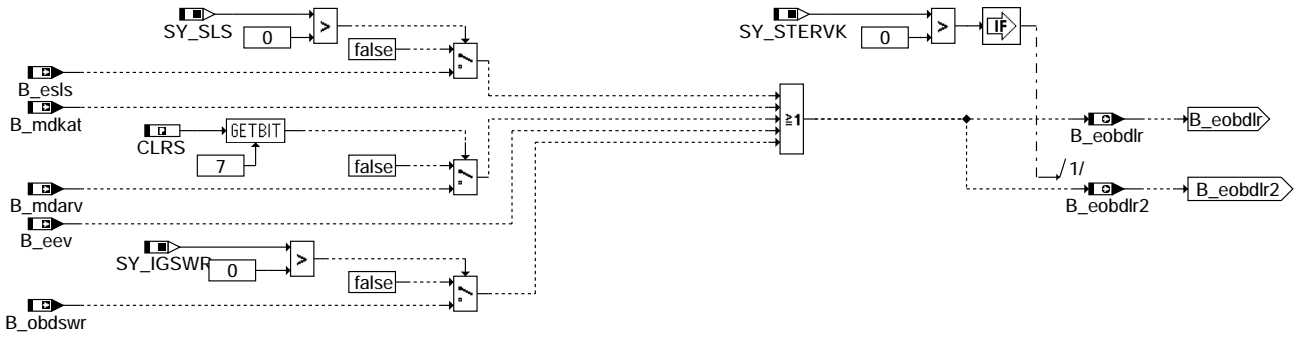 SY_SLS
0
>
false
B_esls
B_mdkat
CLRS
GETBIT
7
false
B_mdarv
B_eev
SY_IGSWR
0
>
false
B_obdswr
≧1
SY_STERVK
0
>
IF
B_eobdlr
B_eobdlr
1/
B_eobdlr2
B_eobdlr2